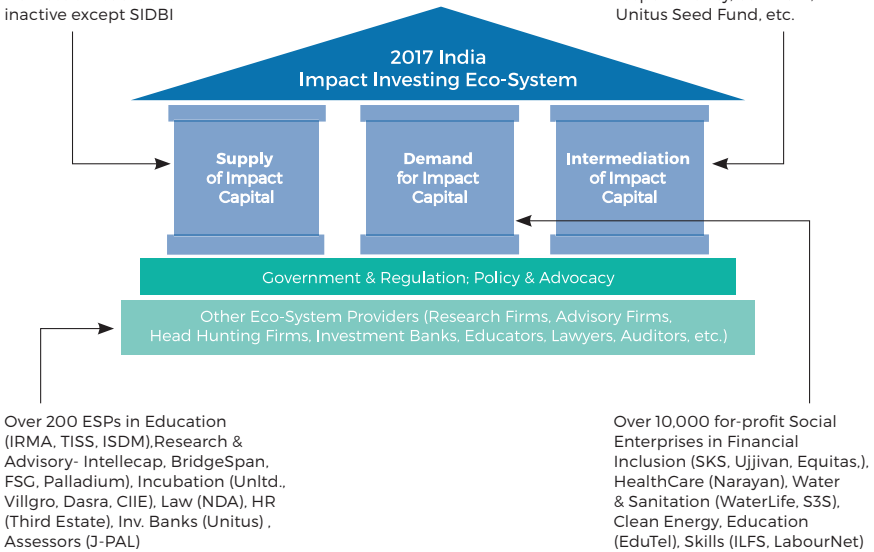 inactive except SIDBI
Unitus Seed Fund, etc.
2017 India
Impact Investing Eco-System
Supply
of Impact
Capital
Demand
for Impact
Capital
Intermediation
of Impact
Capital
Government & Regulation; Policy & Advocacy
Other Eco-System Providers (Research Firms, Advisory Firms,
Head Hunting Firms, Investment Banks, Educators, Lawyers, Auditors, etc.)
Over 200 ESPs in Education
(IRMA, TISS, ISDM),Research &
Advisory- Intellecap, BridgeSpan,
FSG, Palladium), Incubation (Unltd.,
Villgro, Dasra, CIIE), Law (NDA), HR
(Third Estate), Inv. Banks (Unitus) ,
Assessors (J-PAL)
Over 10,000 for-profit Social
Enterprises in Financial
Inclusion (SKS, Ujjivan, Equitas,),
HealthCare (Narayan), Water
& Sanitation (WaterLife, S3S),
Clean Energy, Education
(EduTel), Skills (ILFS, LabourNet)